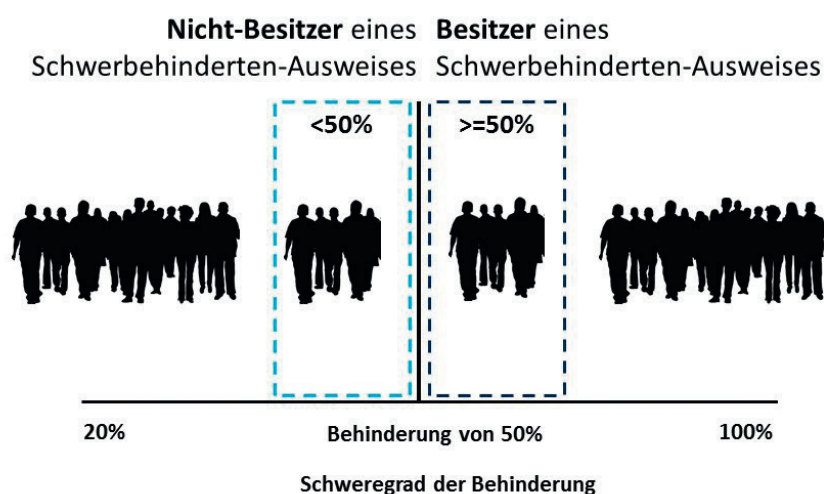 Nicht-Besitzer eines
Schwerbehinderten-Ausweises
Besitzer eines
Schwerbehinderten-Ausweises
<50%
>=50%
20%
Behinderung von 50%
100%
Schweregrad der Behinderung